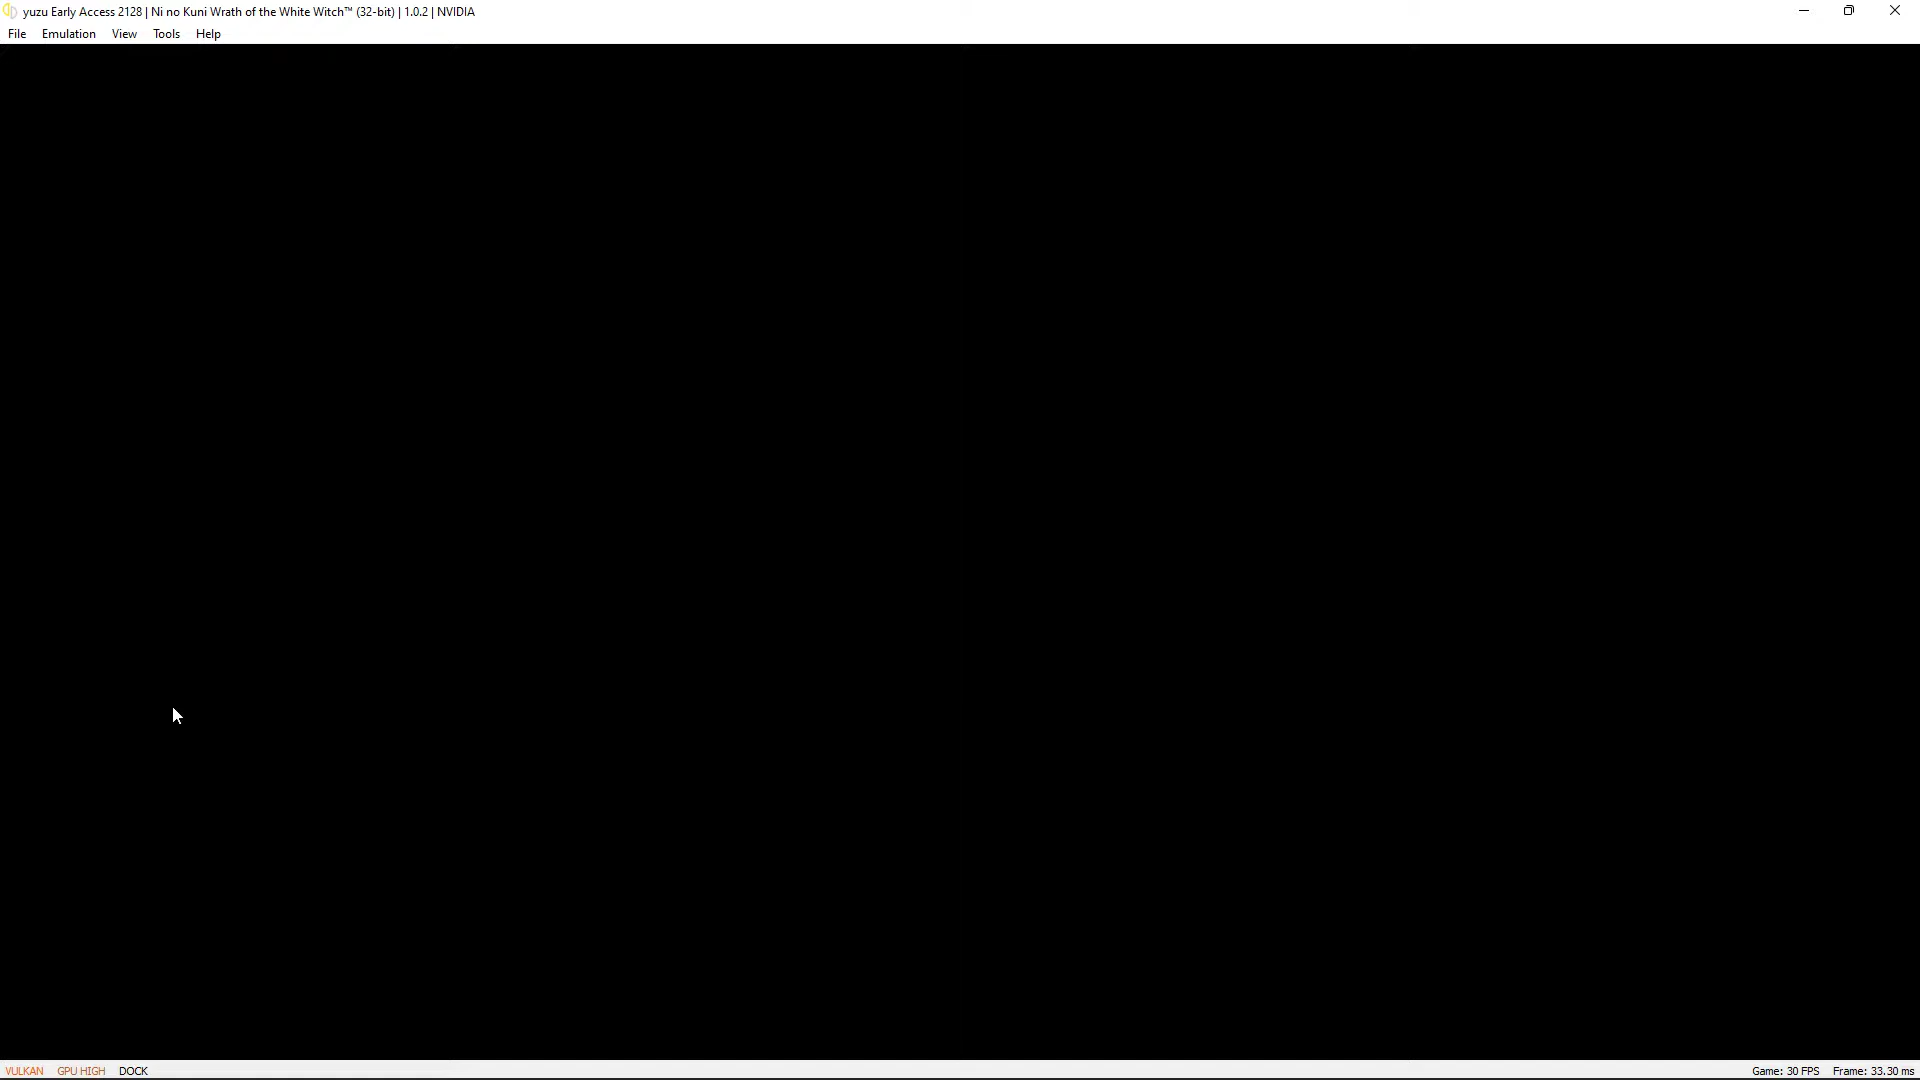 yuzu Early Access 2128 | Ni no Kuni Wrath of the White Witch™ (32-bit) | 1.0.2 | NVIDIA
File Emulation View Tools Help
VULKAN GPU HIGH DOCK Game: 30 FPS Frame: 33.30 ms